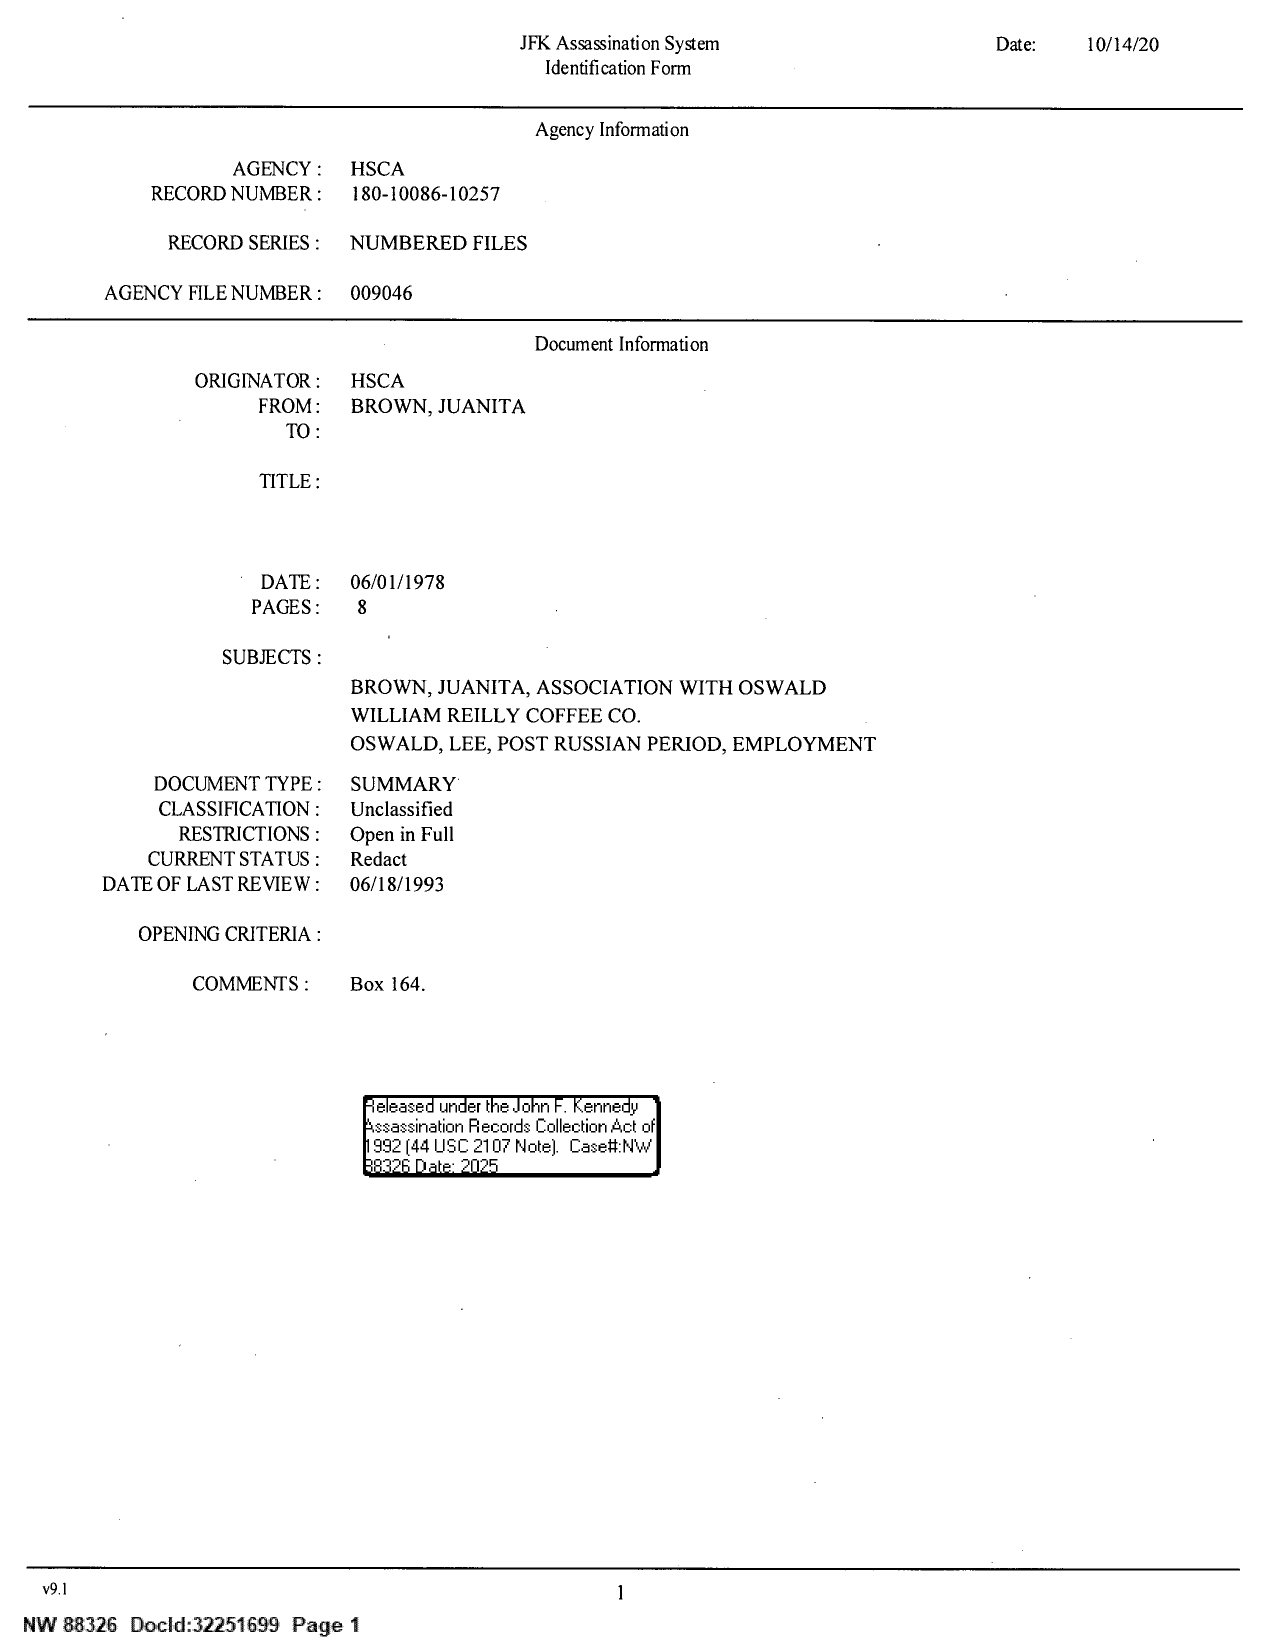 JFK Assassination System
Date: 10/14/20
Identification Form
Agency Information
AGENCY : HSCA
RECORD NUMBER : 180-10086-10257
RECORD SERIES : NUMBERED FILES
AGENCY FILE NUMBER : 009046
Document Information
ORIGINATOR : HSCA
FROM : BROWN, JUANITA
TO :
TITLE :
DATE : 06/01/1978
PAGES : 8
SUBJECTS :
BROWN, JUANITA, ASSOCIATION WITH OSWALD
WILLIAM REILLY COFFEE CO.
OSWALD, LEE, POST RUSSIAN PERIOD, EMPLOYMENT
DOCUMENT TYPE : SUMMARY
CLASSIFICATION : Unclassified
RESTRICTIONS : Open in Full
CURRENT STATUS : Redact
DATE OF LAST REVIEW : 06/18/1993
OPENING CRITERIA :
COMMENTS : Box 164.
Released under the John F. Kennedy
Assassination Records Collection Act of
1992 (44 USC 2107 Note). Case#:NW
88326 Date: 2025
v9.1
1
NW 88326 DocId:32251699 Page 1